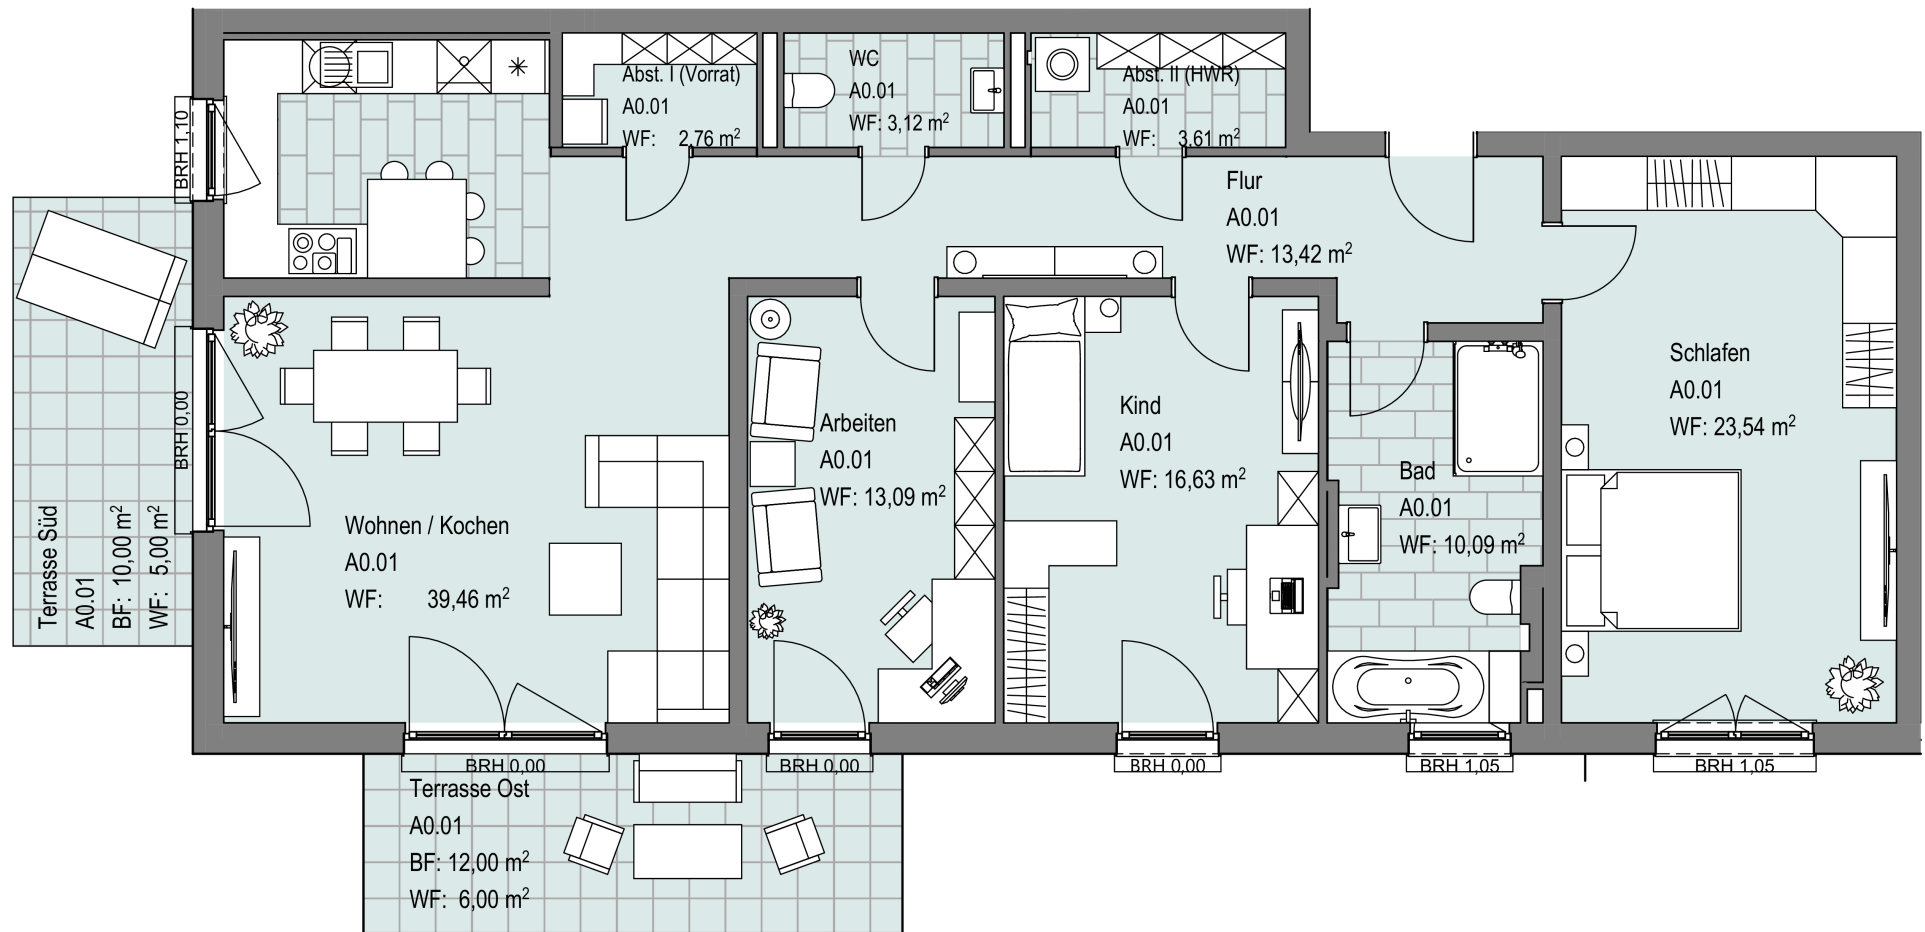 Abst. I (Vorrat)
A0.01
WF: 2,76 m²
WC
A0.01
WF: 3,12 m²
Abst. II (HWR)
A0.01
WF: 3,61 m²
BRH 1,10
Flur
A0.01
WF: 13,42 m²
Schlafen
A0.01
WF: 23,54 m²
Kind
A0.01
WF: 16,63 m²
Arbeiten
A0.01
WF: 13,09 m²
Bad
A0.01
WF: 10,09 m²
BRH 0,00
Wohnen / Kochen
A0.01
WF: 39,46 m²
Terrasse Süd
A0.01
BF: 10,00 m²
WF: 5,00 m²
BRH 0,00
BRH 0,00
BRH 0,00
BRH 1,05
BRH 1,05
Terrasse Ost
A0.01
BF: 12,00 m²
WF: 6,00 m²